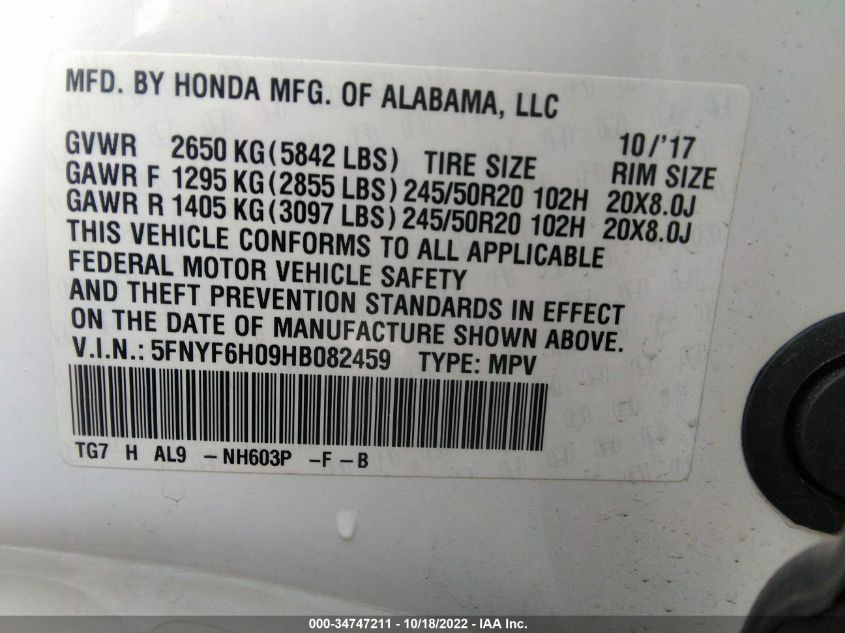 MFD. BY HONDA MFG. OF ALABAMA, LLC
10/'17
GVWR 2650 KG(5842 LBS) TIRE SIZE RIM SIZE
GAWR F 1295 KG(2855 LBS)245/50R20 102H 20X8.0J
GAWR R 1405 KG(3097 LBS)245/50R20 102H 20X8.0J
THIS VEHICLE CONFORMS TO ALL APPLICABLE
FEDERAL MOTOR VEHICLE SAFETY
AND THEFT PREVENTION STANDARDS IN EFFECT
ON THE DATE OF MANUFACTURE SHOWN ABOVE.
V.I.N.: 5FNYF6H09HB082459 TYPE: MPV
TG7 H AL9 -NH603P -F-B
000-34747211 - 10/18/2022 - IAA Inc.